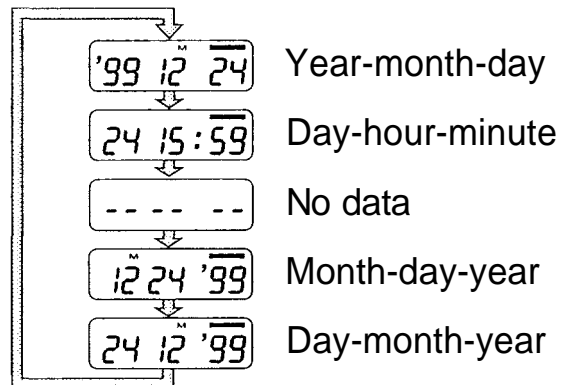 '99 12 M 24 Year-month-day
24 15:59 Day-hour-minute
-- -- -- No data
12 M 24 '99 Month-day-year
24 12 M '99 Day-month-year